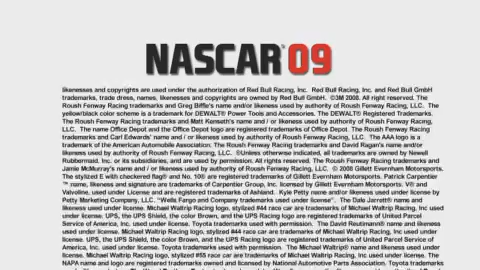 NASCAR 09
likenesses and copyrights are used under the authorization of Red Bull Racing, Inc. Red Bull Racing, Inc. and Red Bull GmbH
trademarks, trade dress, names, likenesses and copyrights are owned by Red Bull GmbH. ©3M 2008. All right reserved. The
Roush Fenway Racing trademarks and Greg Biffle's name and/or likeness used by authority of Roush Fenway Racing, LLC. The
yellow/black color scheme is a trademark for DEWALT® Power Tools and Accessories. The DEWALT® Registered Trademarks.
The Roush Fenway Racing trademarks and Matt Kenseth's name and / or likeness used by authority of Roush Fenway Racing,
LLC. The name Office Depot and the Office Depot logo are registered trademarks of Office Depot. The Roush Fenway Racing
trademarks and Carl Edwards' name and / or likeness used by authority of Roush Fenway Racing, LLC. The AAA logo is a
trademark of the American Automobile Association. The Roush Fenway Racing trademarks and David Ragan's name and/or
likeness used by authority of Roush Fenway Racing, LLC. ©Unless otherwise indicated, all trademarks are owned by Newell
Rubbermaid. Inc. or its subsidiaries, and are used by permission. All rights reserved. The Roush Fenway Racing trademarks and
Jamie McMurray's name and / or likeness used by authority of Roush Fenway Racing, LLC. © 2008 Gillett Evernham Motorsports.
The stylized E with checkered flag® and No. 10® are registered trademarks of Gillett Evernham Motorsports. Patrick Carpentier
™ name, likeness and signature are trademarks of Carpentier Group, Inc. licensed by Gillett Evernham Motorsports. V® and
Valvoline, used under License and are registered trademarks of Ashland. Kyle Petty name and/or likeness used under license by
Petty Marketing Company, LLC. "Wells Fargo and Company trademarks used under license". The Dale Jarrett® name and
likeness used under license. Michael Waltrip Racing logo, stylized #44 race car are trademarks of Michael Waltrip Racing, Inc used
under license. UPS, the UPS Shield, the color Brown, and the UPS Racing logo are registered trademarks of United Parcel
Service of America, Inc. used under license. Toyota trademarks used with permission. The David Reutimann® name and likeness
used under license. Michael Waltrip Racing logo, stylized #44 race car are trademarks of Michael Waltrip Racing, Inc. used under
license. UPS, the UPS Shield, the color Brown, and the UPS Racing logo are registered trademarks of United Parcel Service of
America, Inc. used under license. Toyota trademarks used with permission. The Michael Waltrip® name and likeness used under
license. Michael Waltrip Racing logo, stylized #55 race car are trademarks of Michael Waltrip Racing, Inc. used under license. The
NAPA name and logo are registered trademarks owned and licensed by National Automotive Parts Association. Toyota trademarks